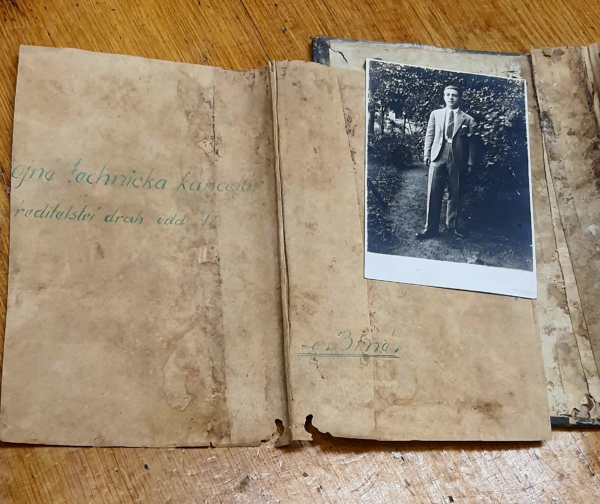 technická kancelář
ředitelství drah odd.
v Brně.